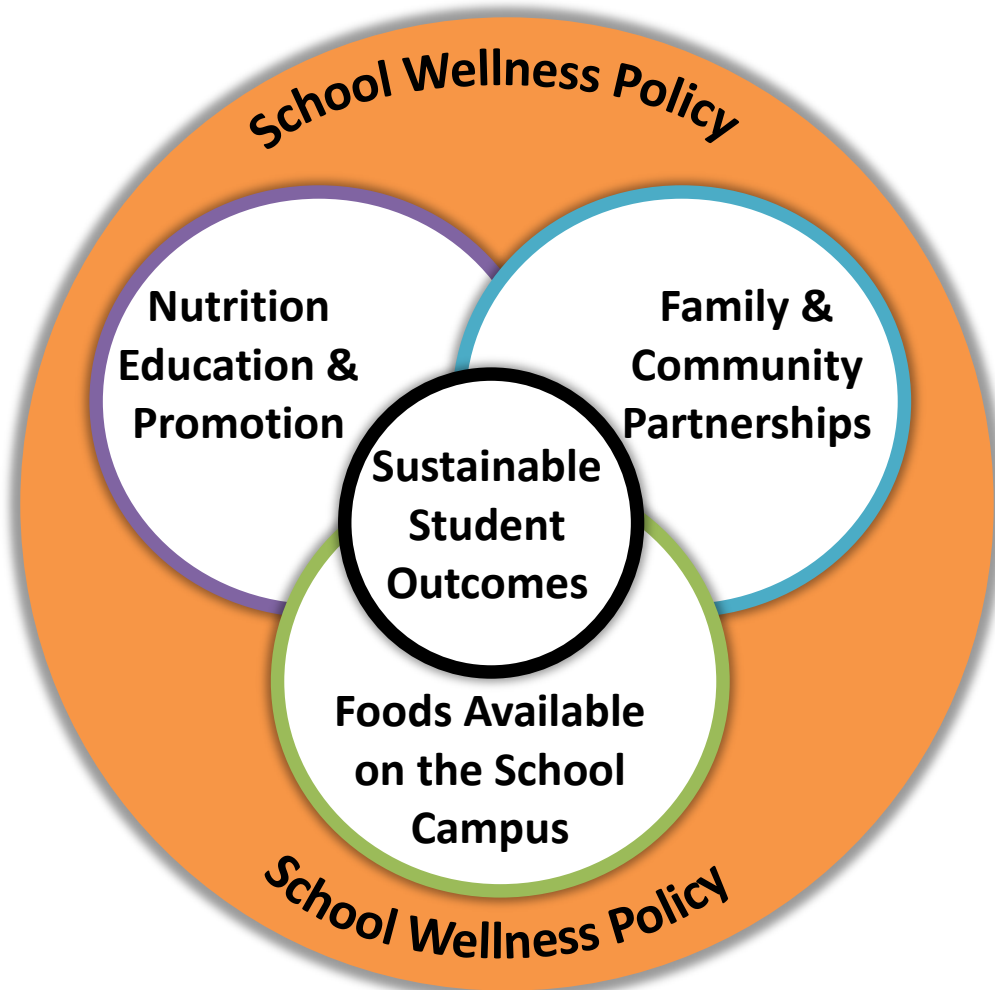 School Wellness Policy
Nutrition
Education &
Promotion
Family &
Community
Partnerships
Sustainable
Student
Outcomes
Foods Available
on the School
Campus
School Wellness Policy